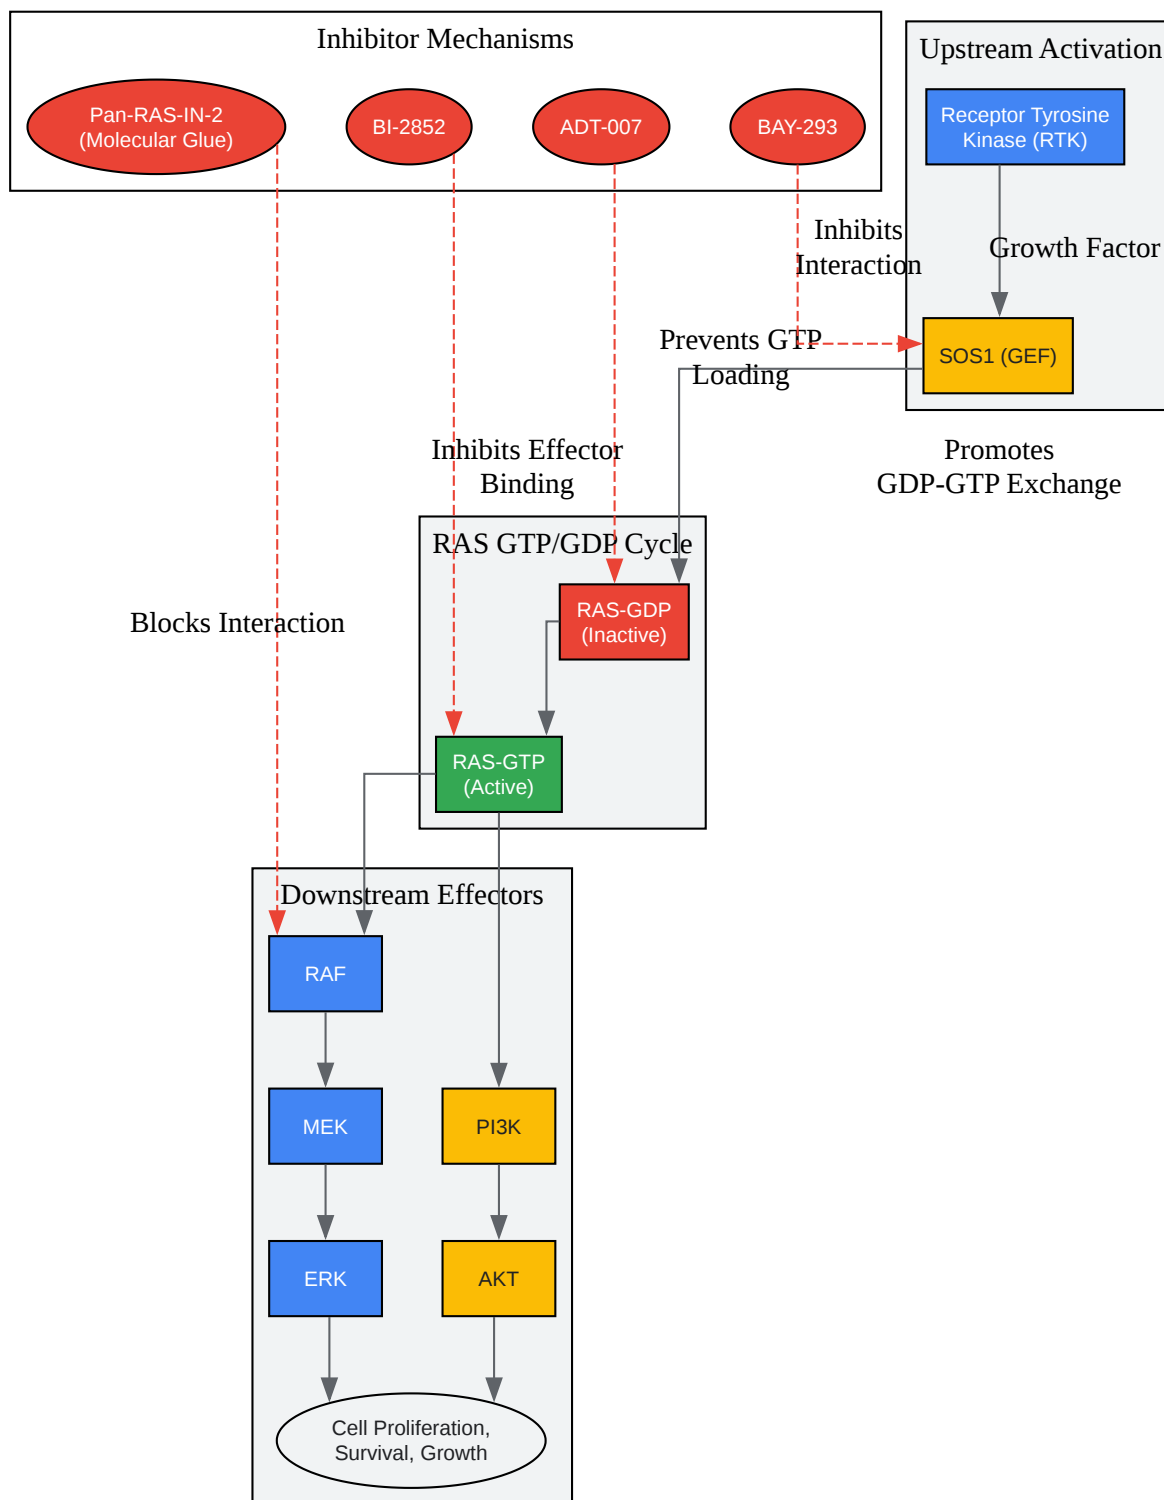 Inhibitor Mechanisms
Upstream Activation
Pan-RAS-IN-2
(Molecular Glue)
BI-2852
ADT-007
BAY-293
Receptor Tyrosine
Kinase (RTK)
Inhibits
Interaction
Growth Factor
Prevents GTP
Loading
SOS1 (GEF)
Inhibits Effector
Binding
Promotes
GDP-GTP Exchange
RAS GTP/GDP Cycle
RAS-GDP
(Inactive)
Blocks Interaction
RAS-GTP
(Active)
Downstream Effectors
RAF
MEK
PI3K
ERK
AKT
Cell Proliferation,
Survival, Growth